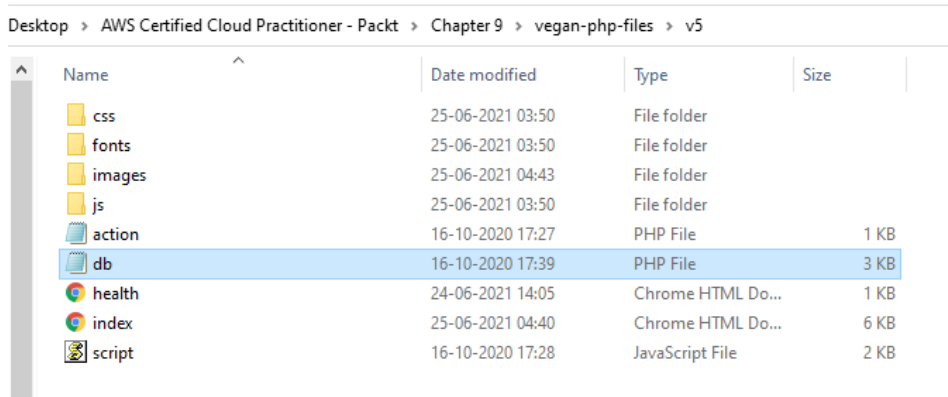 Desktop > AWS Certified Cloud Practitioner - Packt > Chapter 9 > vegan-php-files > v5
Name Date modified Type Size
css 25-06-2021 03:50 File folder
fonts 25-06-2021 03:50 File folder
images 25-06-2021 04:43 File folder
js 25-06-2021 03:50 File folder
action 16-10-2020 17:27 PHP File 1 KB
db 16-10-2020 17:39 PHP File 3 KB
health 24-06-2021 14:05 Chrome HTML Do... 1 KB
index 25-06-2021 04:40 Chrome HTML Do... 6 KB
script 16-10-2020 17:28 JavaScript File 2 KB